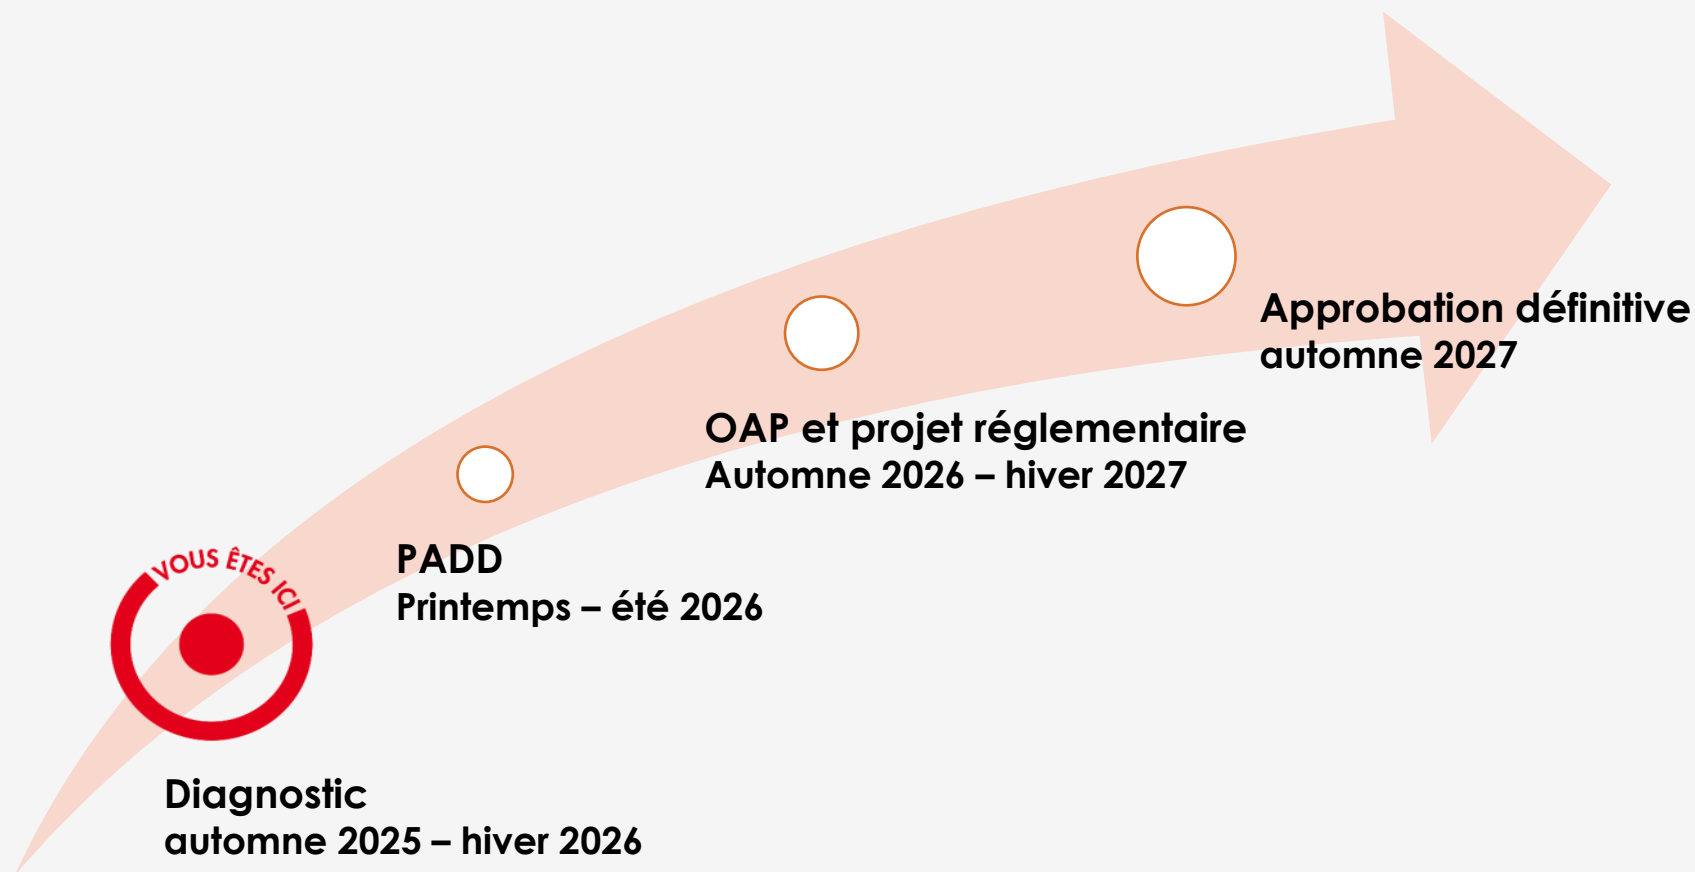 VOUS ÊTES ICI
Diagnostic
automne 2025 – hiver 2026
PADD
Printemps – été 2026
OAP et projet réglementaire
Automne 2026 – hiver 2027
Approbation définitive
automne 2027